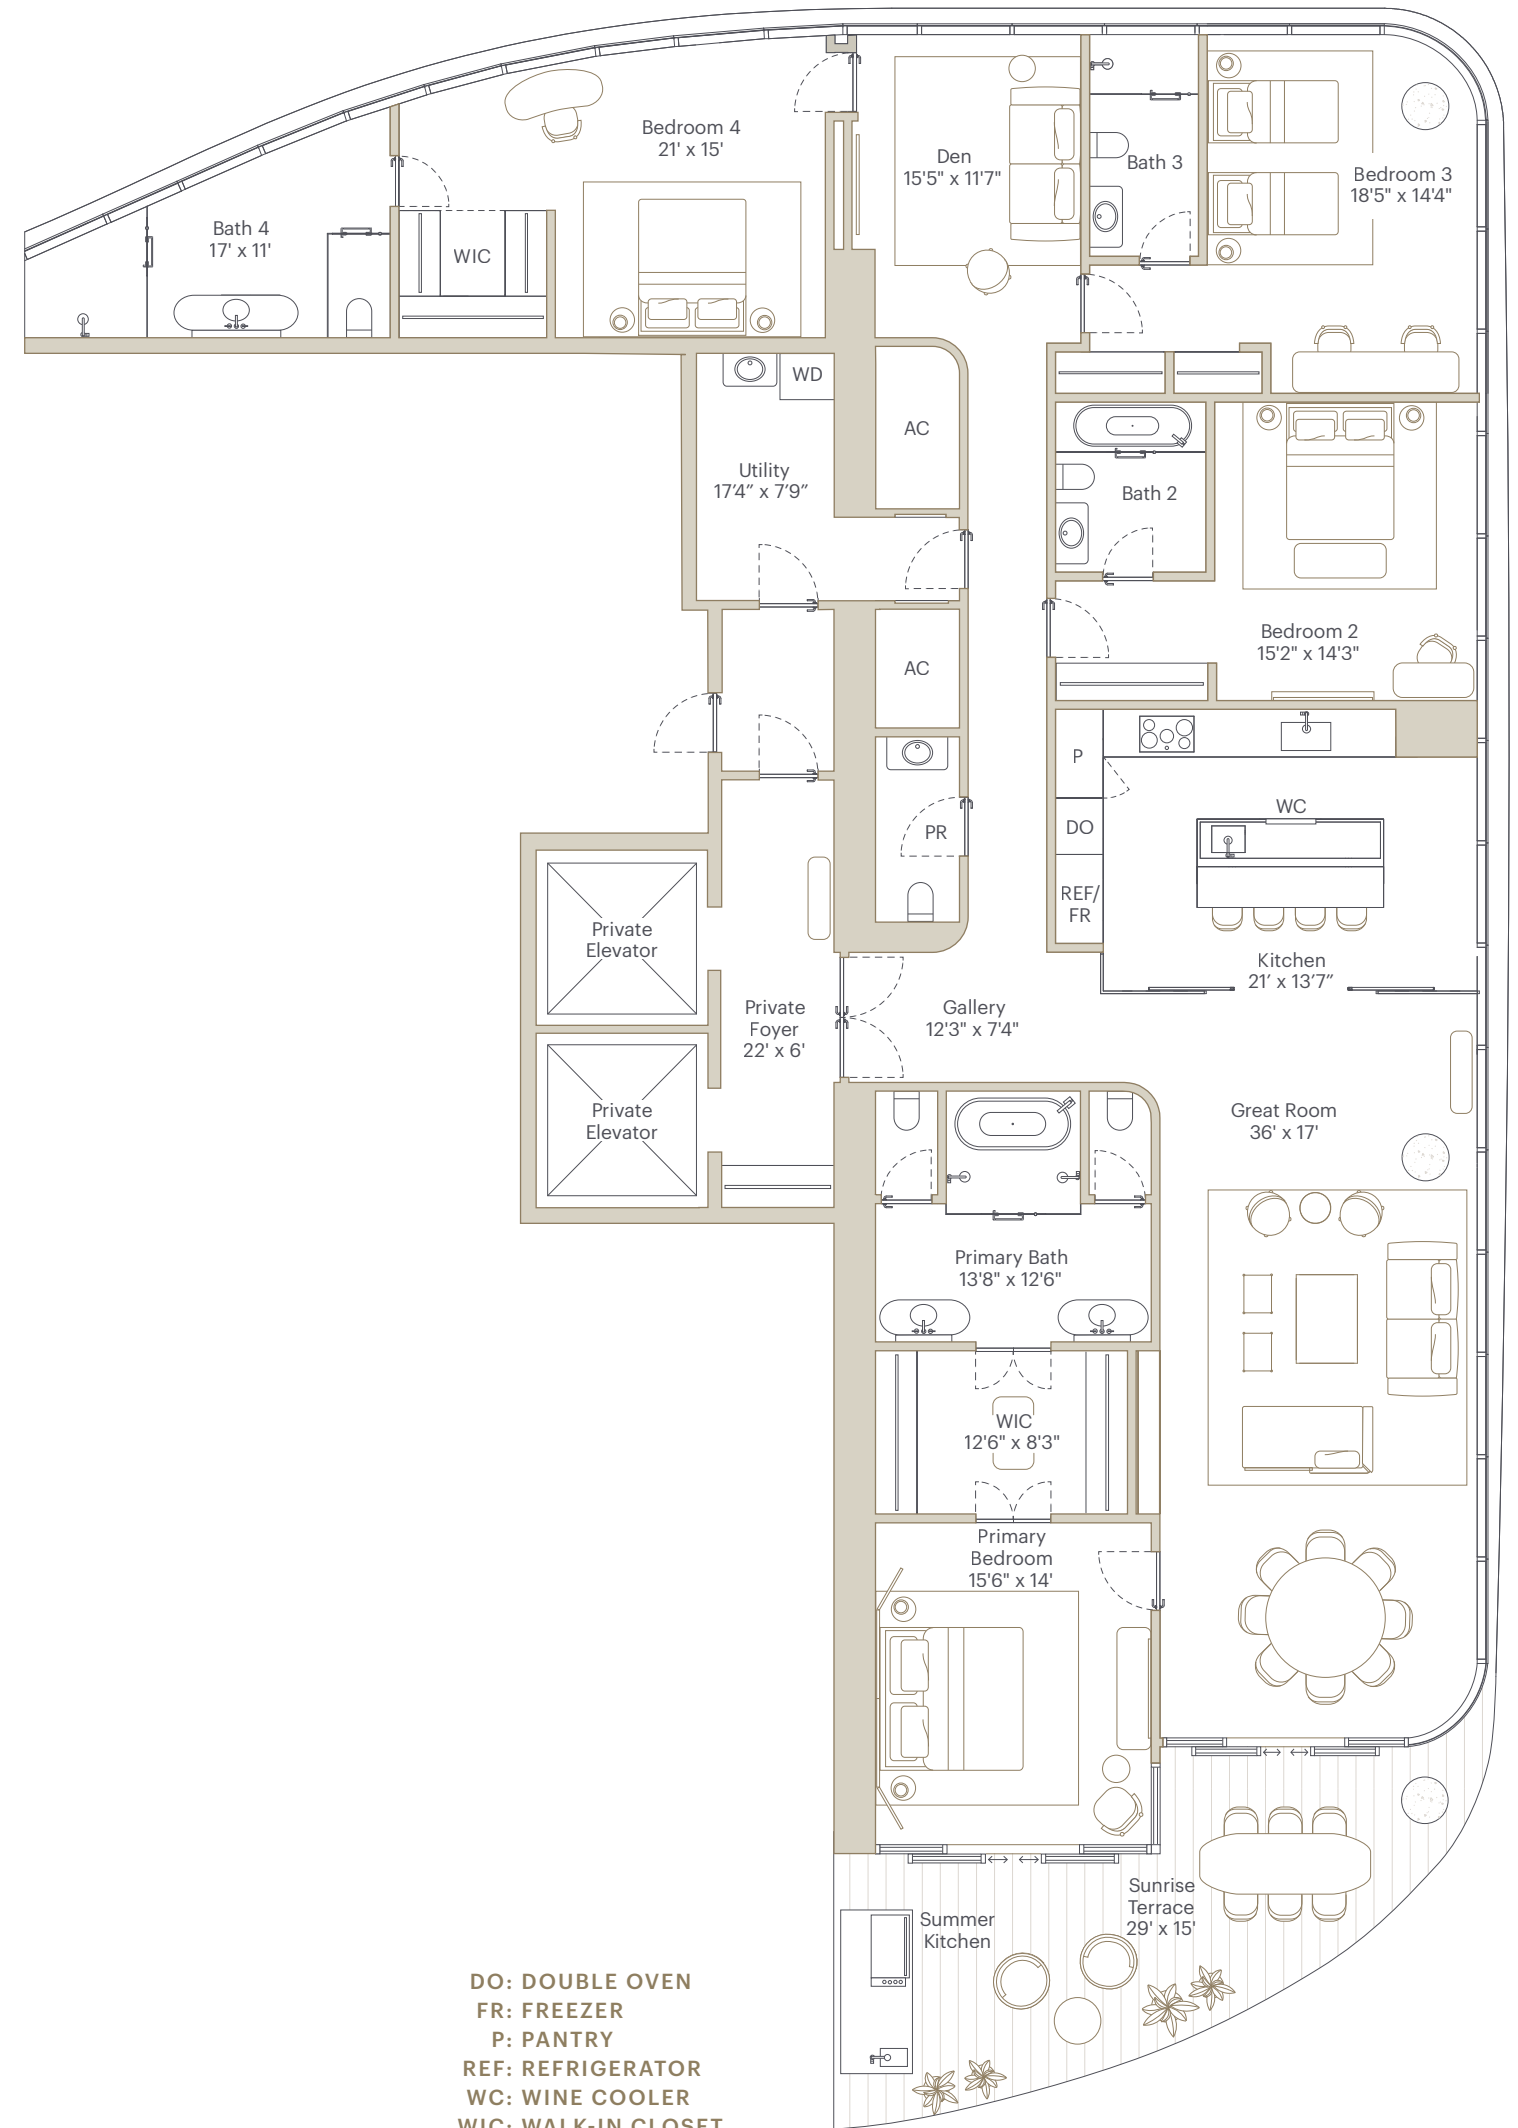 Bedroom 4
21' x 15'
Den
15'5" x 11'7"
Bath 3
Bedroom 3
18'5" x 14'4"
Bath 4
17' x 11'
WIC
WD
AC
Utility
17’4” x 7’9”
Bath 2
Bedroom 2
15'2" x 14'3"
AC
P
WC
DO
PR
REF/
FR
Private
Elevator
Kitchen
21’ x 13’7”
Private
Foyer
22' x 6'
Gallery
12'3" x 7'4"
Private
Elevator
Great Room
36' x 17'
Primary Bath
13'8" x 12'6"
WIC
12'6" x 8'3"
Primary
Bedroom
15'6" x 14'
Sunrise
Terrace
29' x 15'
Summer
Kitchen
DO: DOUBLE OVEN
FR: FREEZER
P: PANTRY
REF: REFRIGERATOR
WC: WINE COOLER
WIC: WALK-IN CLOSET